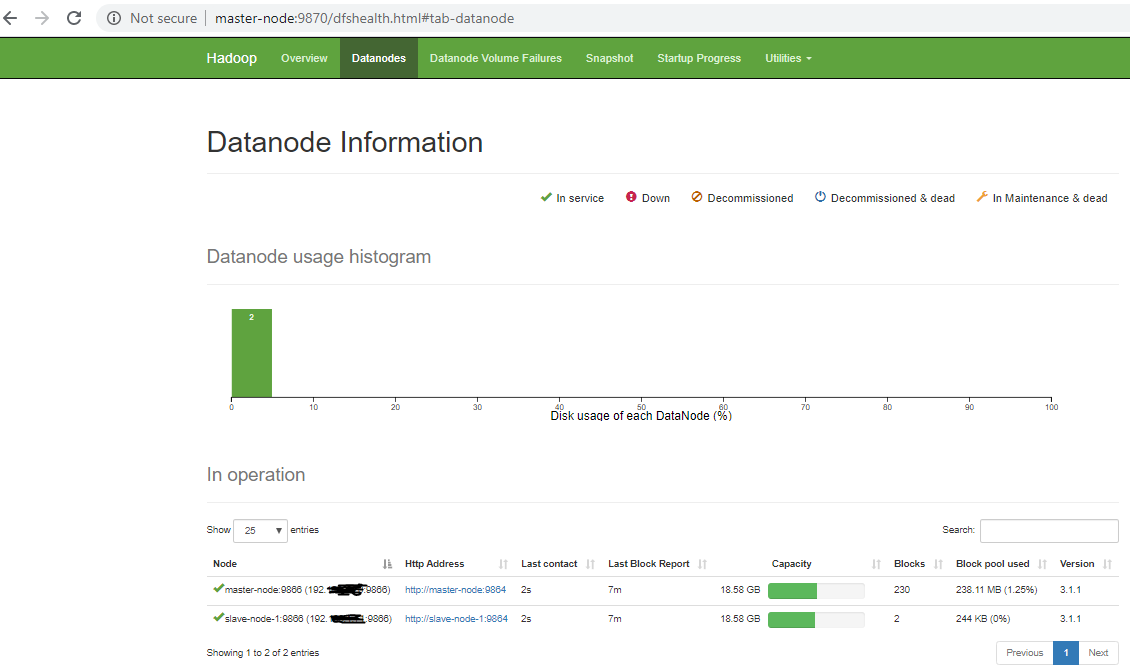 Not secure | master-node:9870/dfshealth.html#tab-datanode
Hadoop Overview Datanodes Datanode Volume Failures Snapshot Startup Progress Utilities
Datanode Information
In service Down Decommissioned Decommissioned & dead In Maintenance & dead
Datanode usage histogram
2
0 10 20 30 40 50 60 70 80 90 100
Disk usage of each DataNode (%)
In operation
Show 25 entries Search:
Node Http Address Last contact Last Block Report Capacity Blocks Block pool used Version
master-node:9866 (192. :9866) http://master-node:9864 2s 7m 18.58 GB 230 238.11 MB (1.25%) 3.1.1
slave-node-1:9866 (192. :9866) http://slave-node-1:9864 2s 7m 18.58 GB 2 244 KB (0%) 3.1.1
Showing 1 to 2 of 2 entries Previous 1 Next